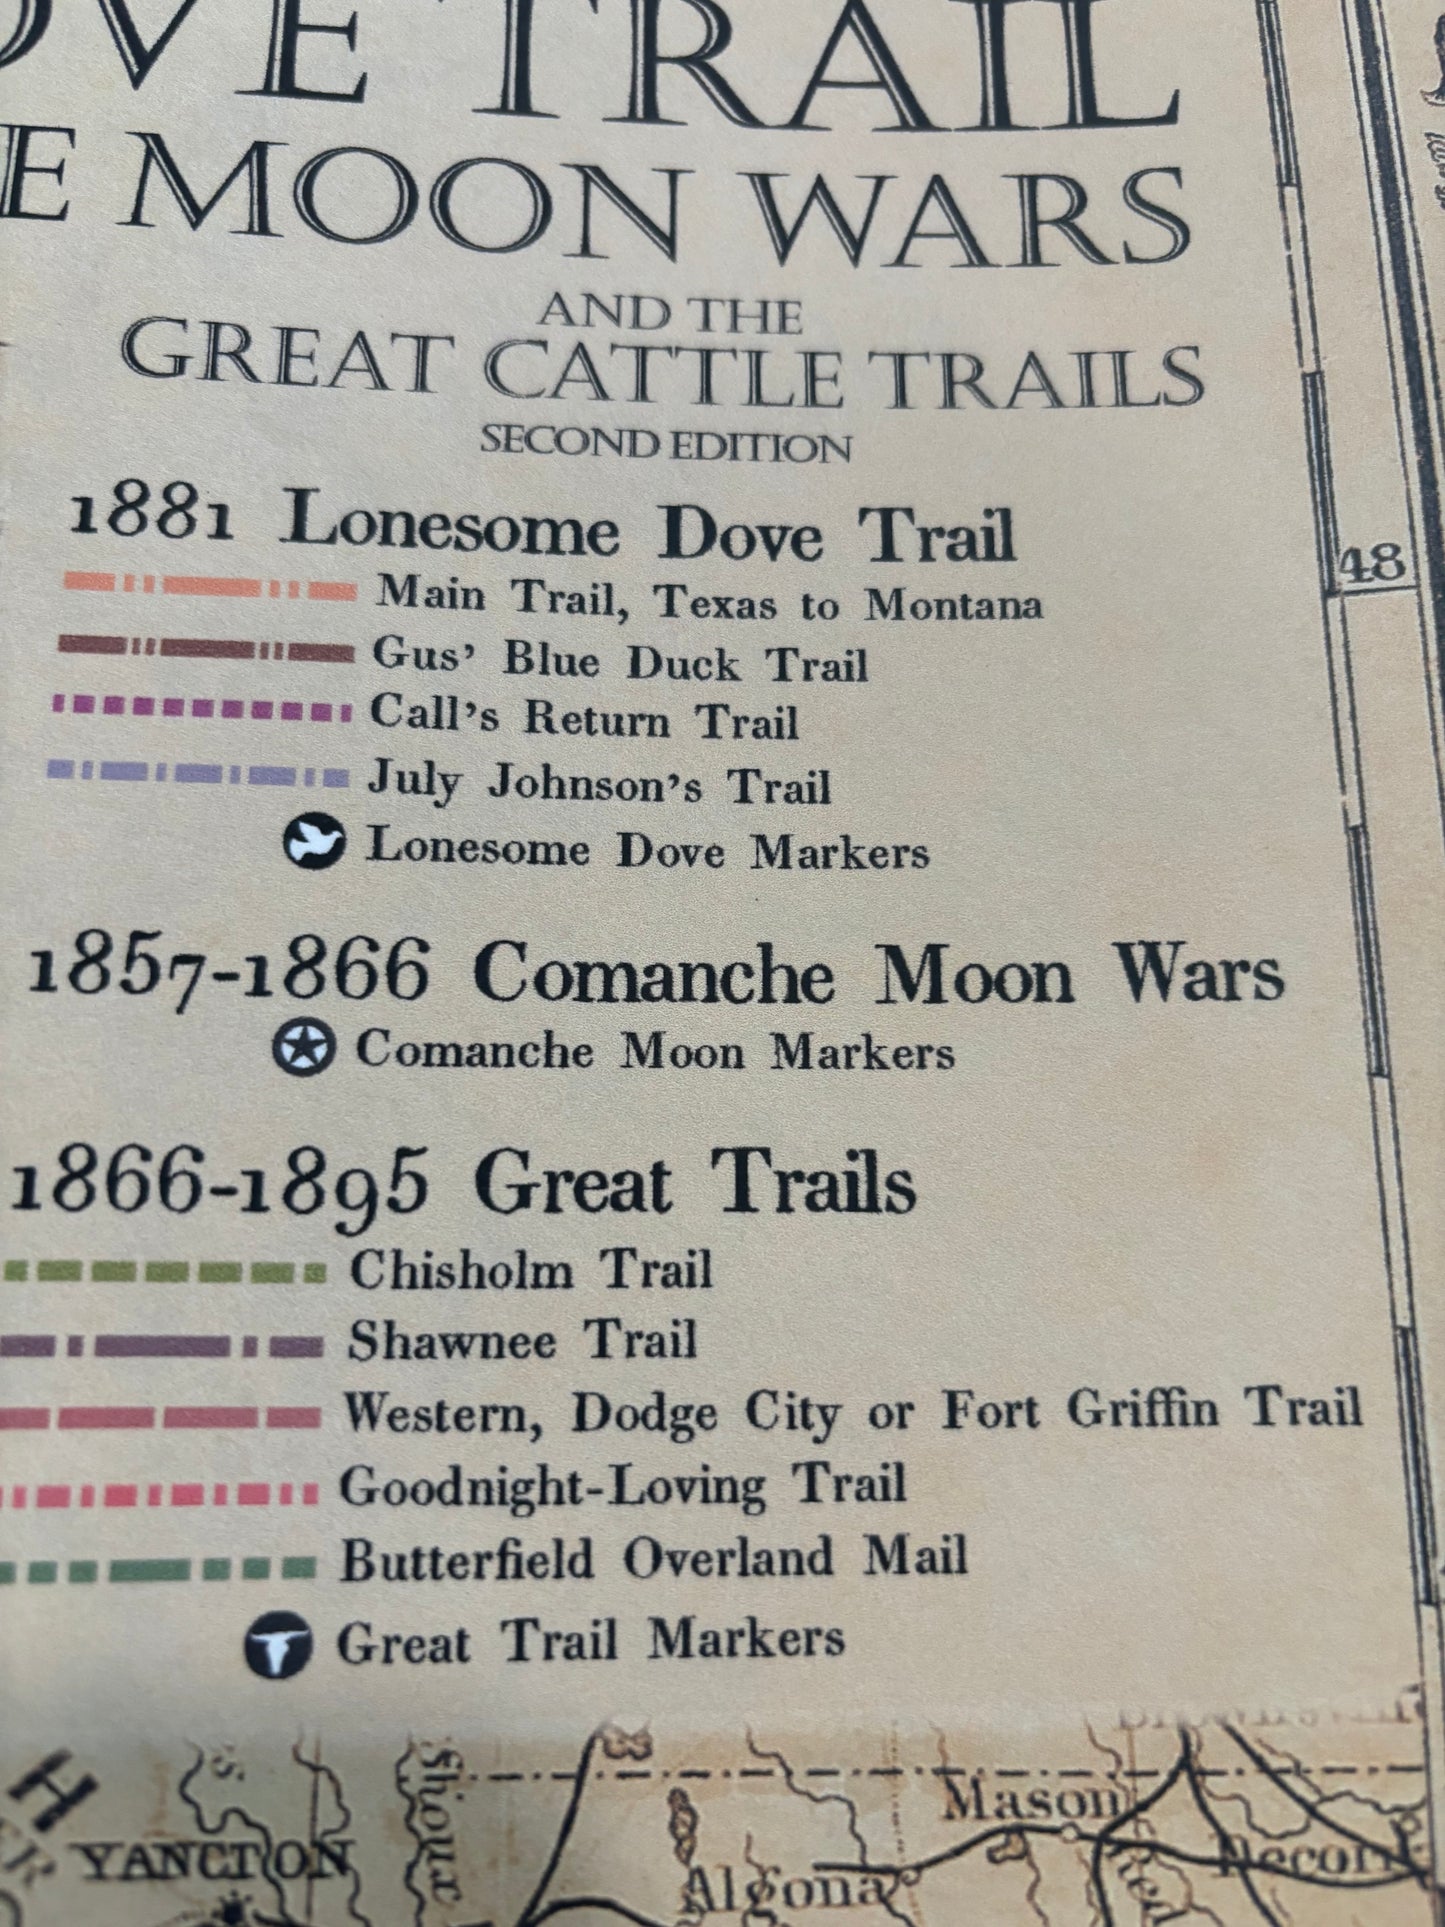 OVE TRAIL
E MOON WARS
AND THE
GREAT CATTLE TRAILS
SECOND EDITION
1881 Lonesome Dove Trail
Main Trail, Texas to Montana
Gus’ Blue Duck Trail
Call’s Return Trail
July Johnson’s Trail
Lonesome Dove Markers
1857-1866 Comanche Moon Wars
Comanche Moon Markers
1866-1895 Great Trails
Chisholm Trail
Shawnee Trail
Western, Dodge City or Fort Griffin Trail
Goodnight-Loving Trail
Butterfield Overland Mail
Great Trail Markers
48
H
Sioux
Mason
YANCTON
Algona
Decorr
Red